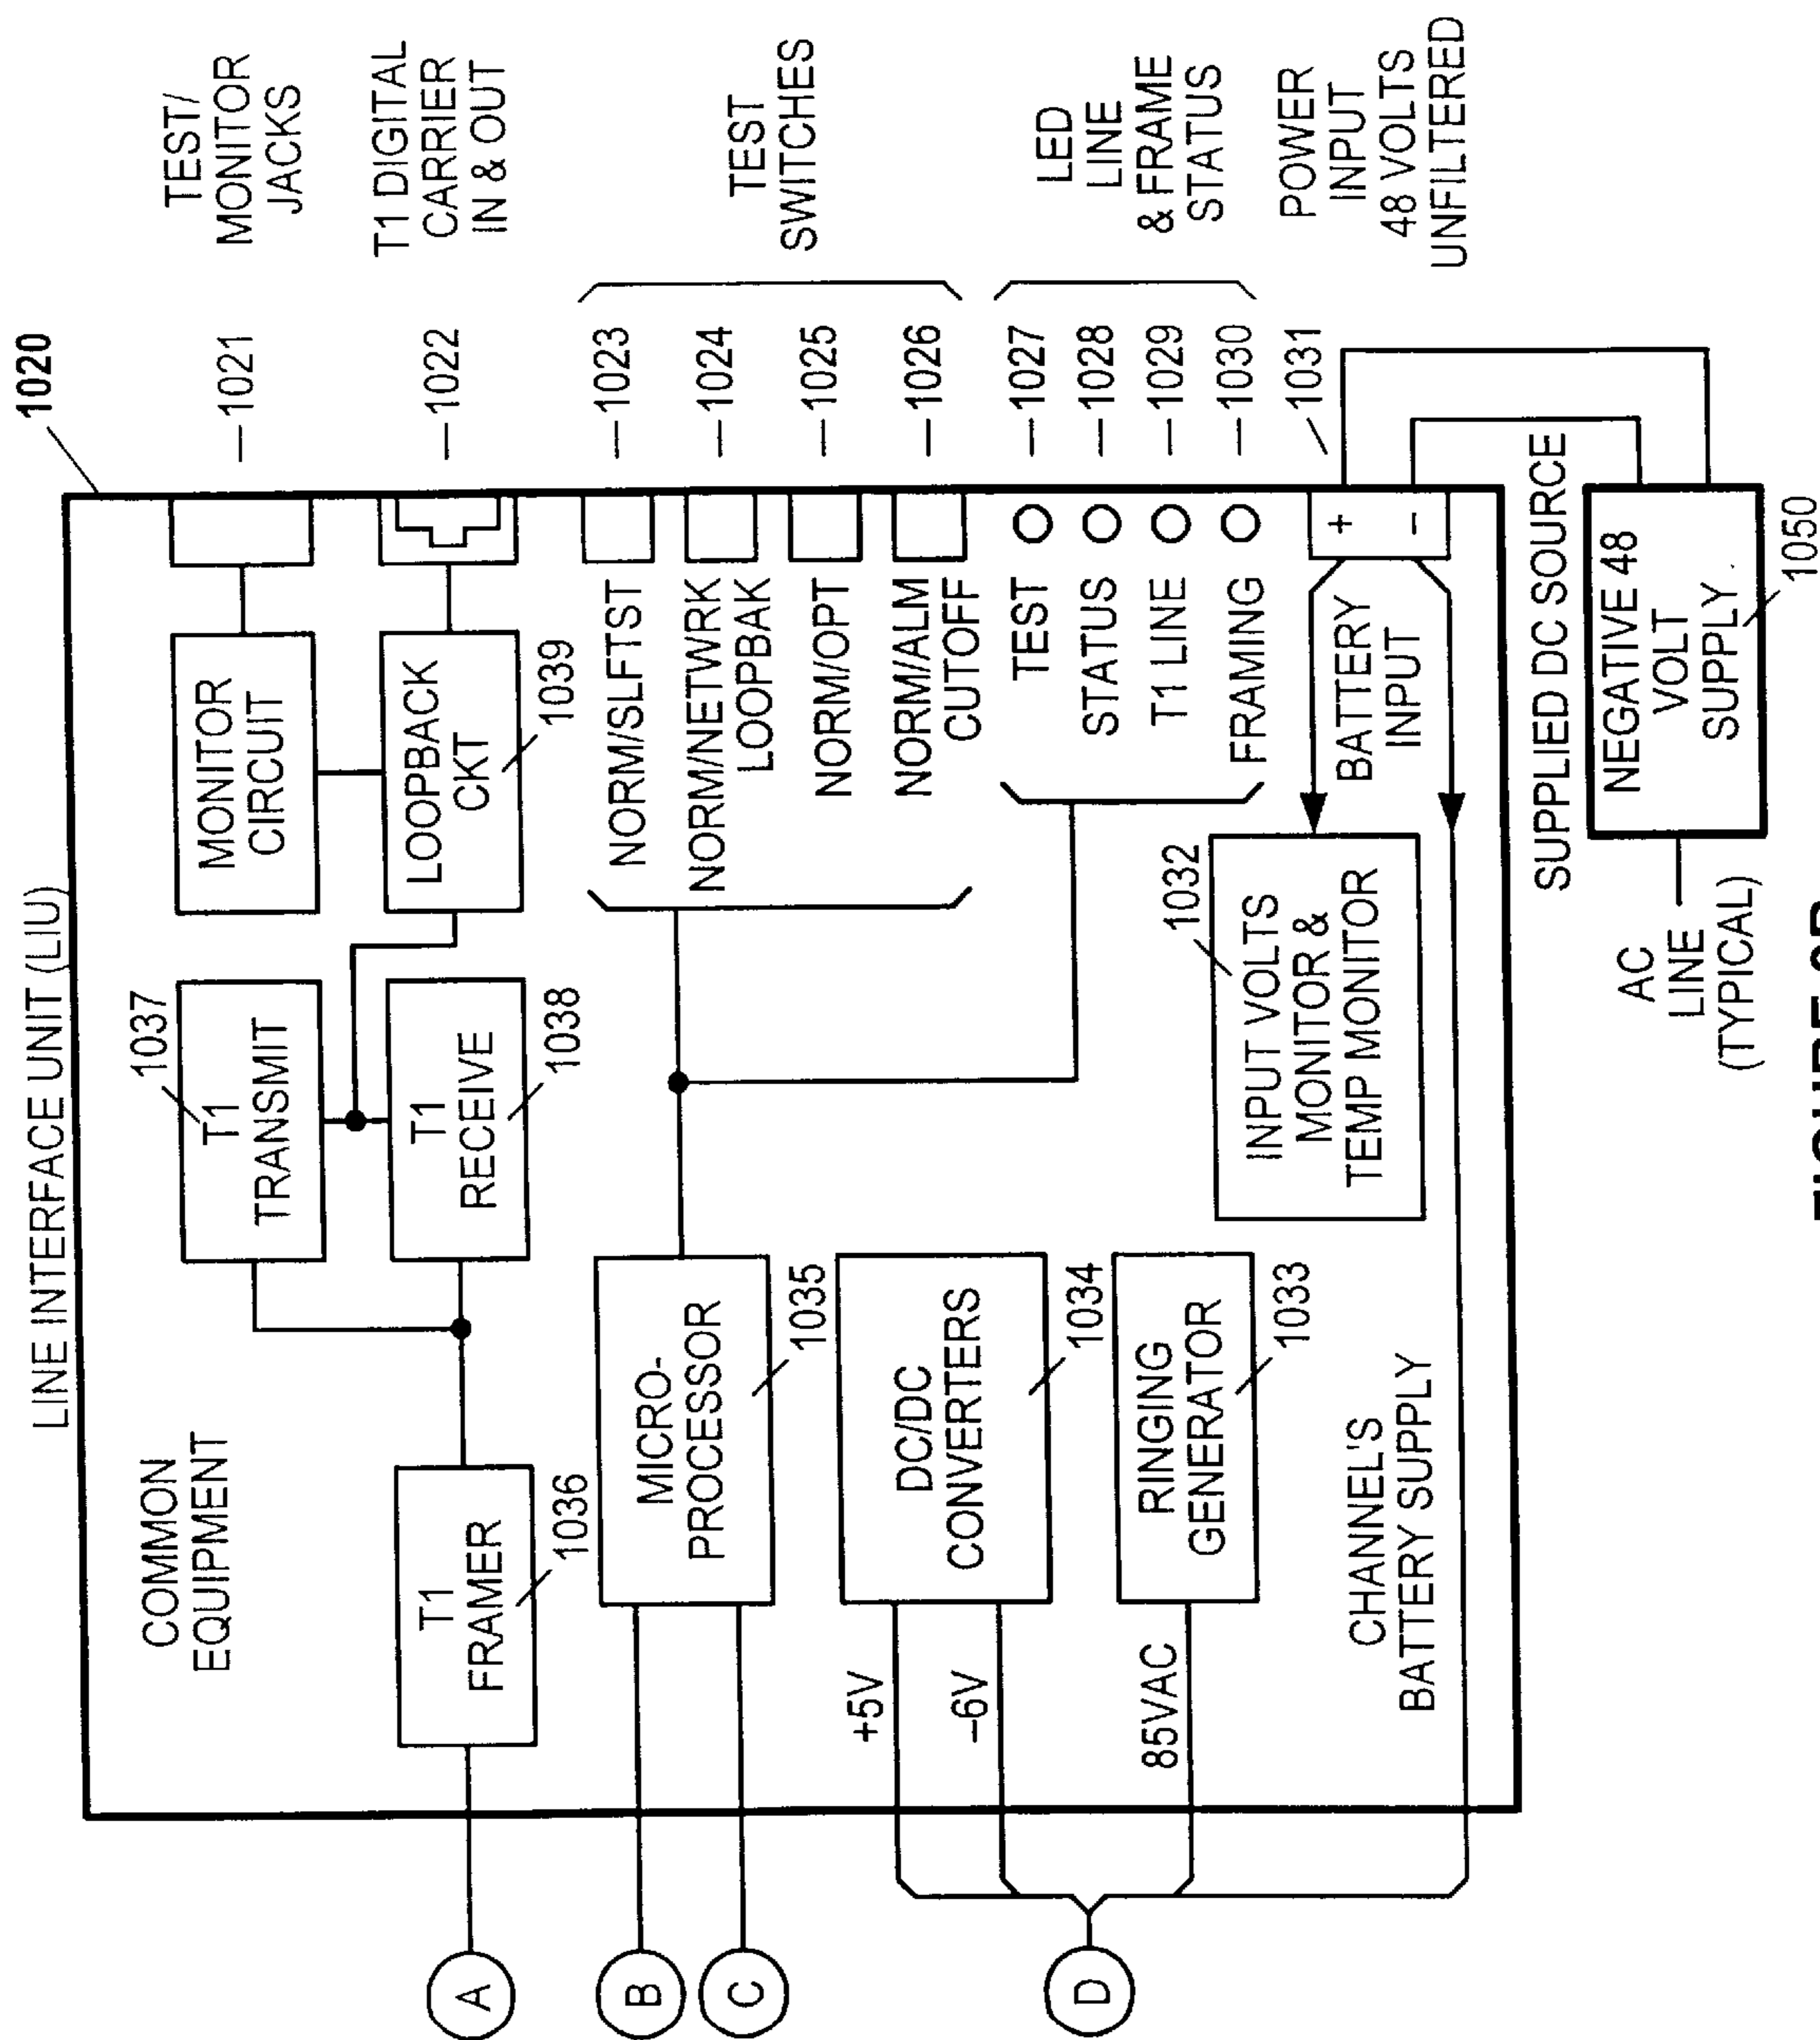 LINE INTERFACE UNIT (LIU)
1020
COMMON
EQUIPMENT
T1
FRAMER
1036
T1
TRANSMIT
1037
T1
RECEIVE
1038
MONITOR
CIRCUIT
LOOPBACK
CKT
1039
1021
TEST/
MONITOR
JACKS
1022
T1 DIGITAL
CARRIER
IN & OUT
A
B
C
D
MICRO-
PROCESSOR
1035
NORM/SLFTST
NORM/NETWRK
LOOPBAK
NORM/OPT
NORM/ALM
CUTOFF
1023
1024
1025
1026
TEST
SWITCHES
TEST
STATUS
T1 LINE
FRAMING
1027
1028
1029
1030
LED
LINE
& FRAME
STATUS
+5V
-6V
DC/DC
CONVERTERS
1034
85VAC
RINGING
GENERATOR
1033
INPUT VOLTS
MONITOR &
TEMP MONITOR
1032
BATTERY
INPUT
+
-
1031
POWER
INPUT
48 VOLTS
UNFILTERED
CHANNEL'S
BATTERY SUPPLY
SUPPLIED DC SOURCE
AC
LINE
(TYPICAL)
NEGATIVE 48
VOLT
SUPPLY.
1050
FIGURE